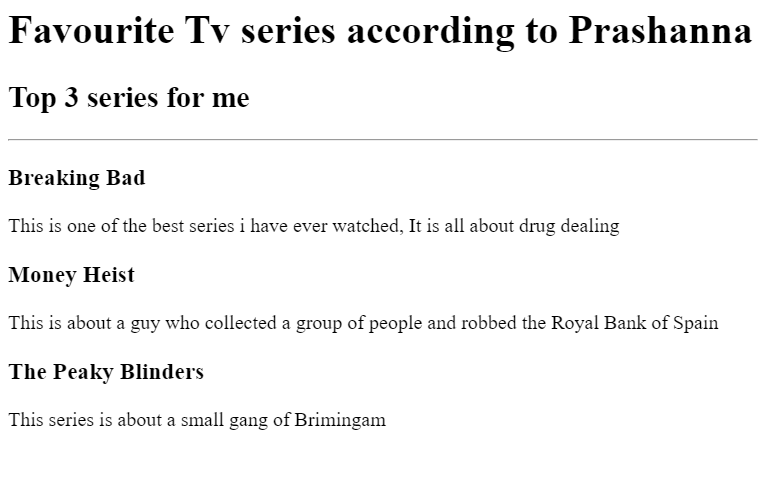 Favourite Tv series according to Prashanna
Top 3 series for me
Breaking Bad
This is one of the best series i have ever watched, It is all about drug dealing
Money Heist
This is about a guy who collected a group of people and robbed the Royal Bank of Spain
The Peaky Blinders
This series is about a small gang of Brimingam